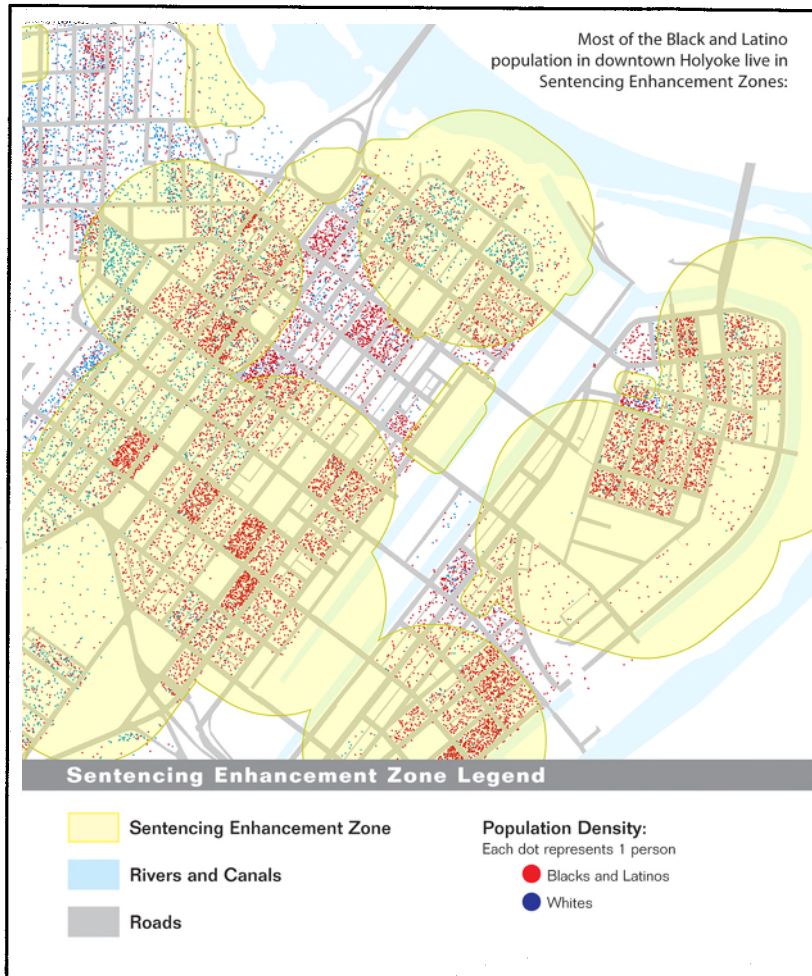 Most of the Black and Latino
population in downtown Holyoke live in
Sentencing Enhancement Zones:
Sentencing Enhancement Zone Legend
Sentencing Enhancement Zone
Rivers and Canals
Roads
Population Density:
Each dot represents 1 person
Blacks and Latinos
Whites